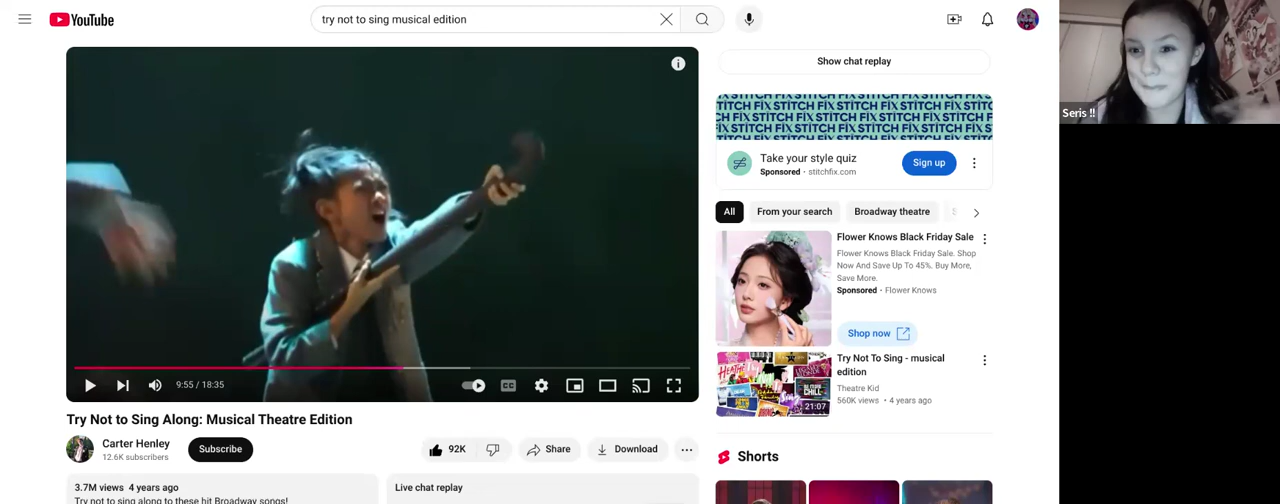 YouTube
try not to sing musical edition
Show chat replay
STITCH FIX STITCH FIX STITCH FIX STITCH FIX
Take your style quiz
Sponsored · stitchfix.com
Sign up
All
From your search
Broadway theatre
Flower Knows Black Friday Sale
Flower Knows Black Friday Sale. Shop
Now And Save Up To 45%. Buy More,
Save More.
Sponsored · Flower Knows
Shop now
Try Not To Sing - musical
edition
Theatre Kid
560K views · 4 years ago
CHILL
21:07
Shorts
CC
9:55 / 18:35
Try Not to Sing Along: Musical Theatre Edition
Carter Henley
12.6K subscribers
Subscribe
92K
Share
Download
3.7M views 4 years ago
Try not to sing along to these hit Broadway songs!
Live chat replay
Seris !!